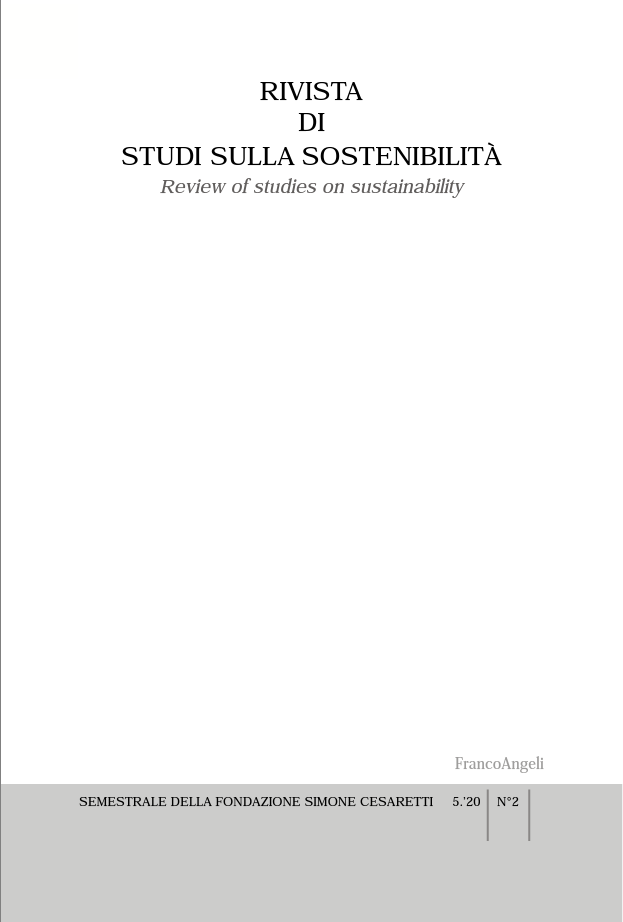 RIVISTA
DI
STUDI SULLA SOSTENIBILITÀ
Review of studies on sustainability
FrancoAngeli
SEMESTRALE DELLA FONDAZIONE SIMONE CESARETTI 5.'20 N°2